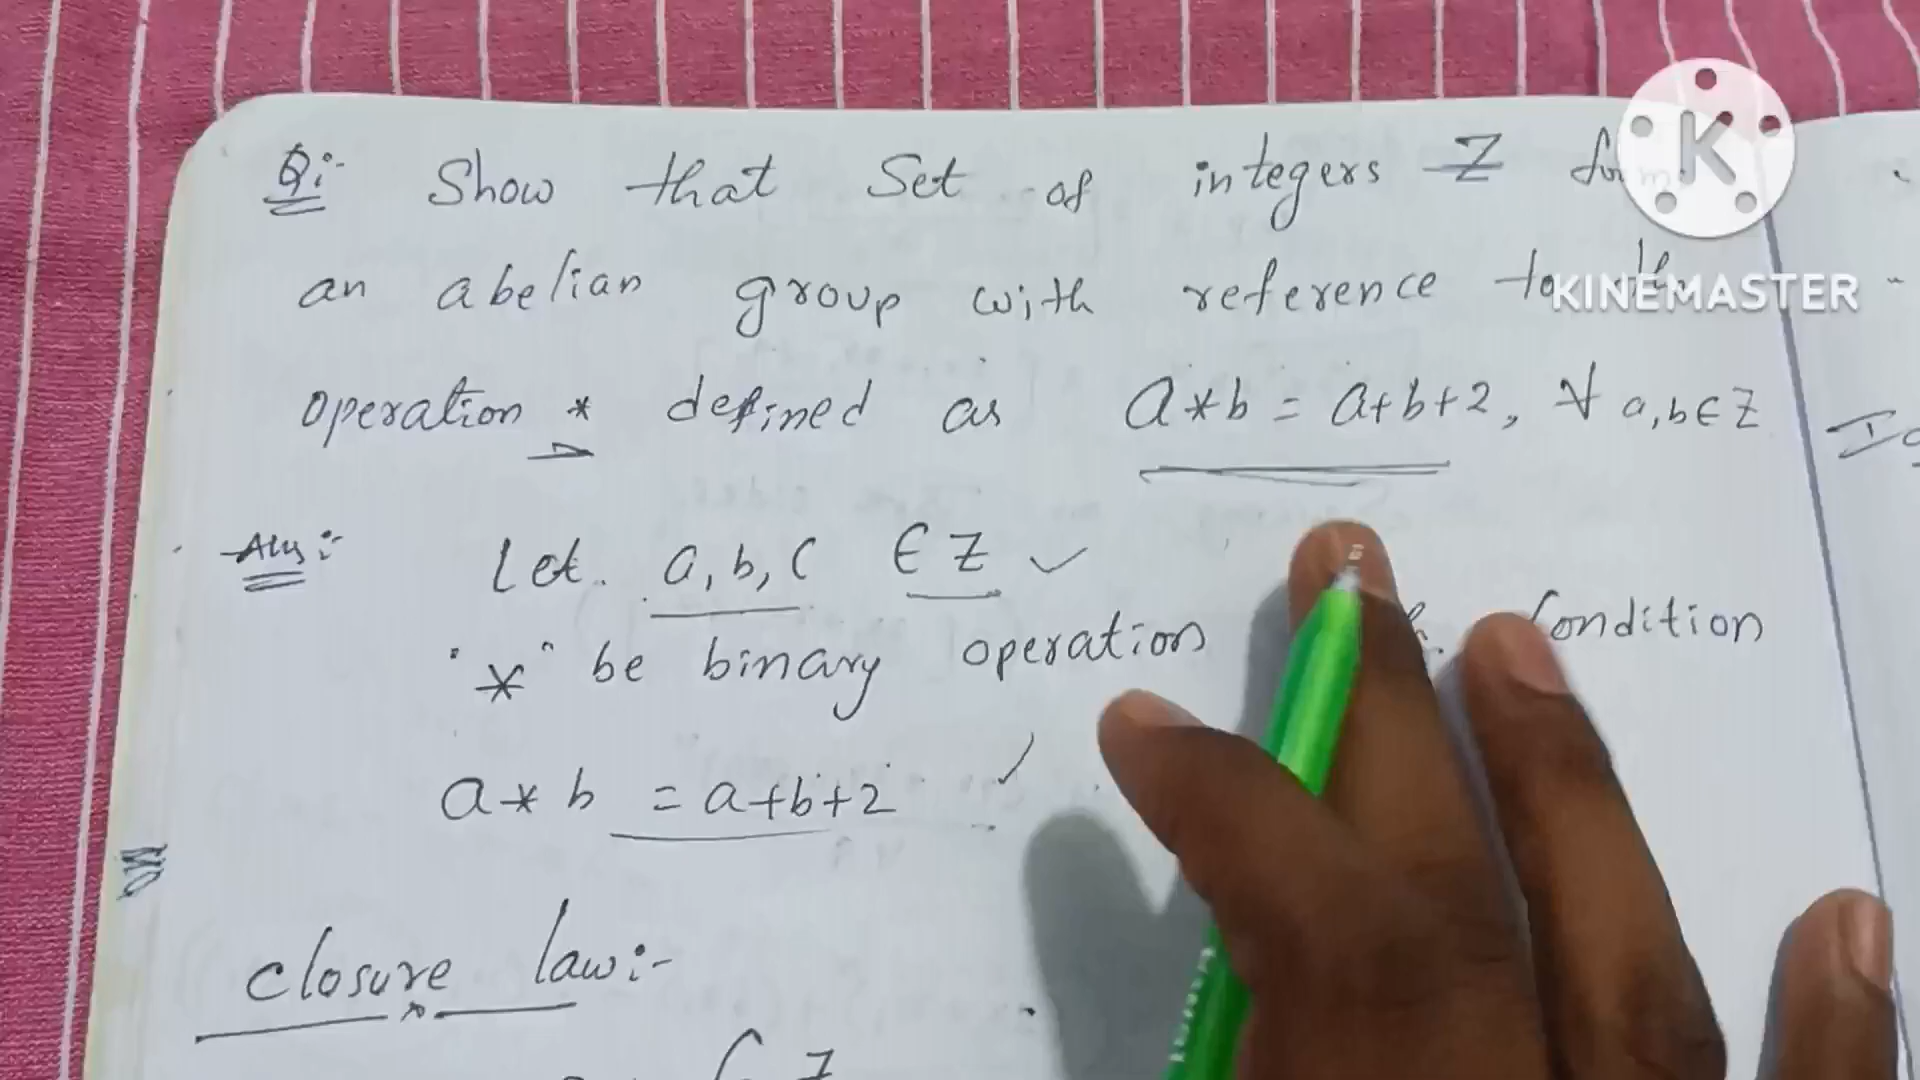 Q:- Show that Set of integers Z
an abelian group with reference to
operation * defined as a*b = a+b+2, ∀ a,b∈Z
Ans:- Let a, b, c ∈ Z
"*" be binary operation condition
a * b = a+b+2
closure law:-
K
KINEMASTER